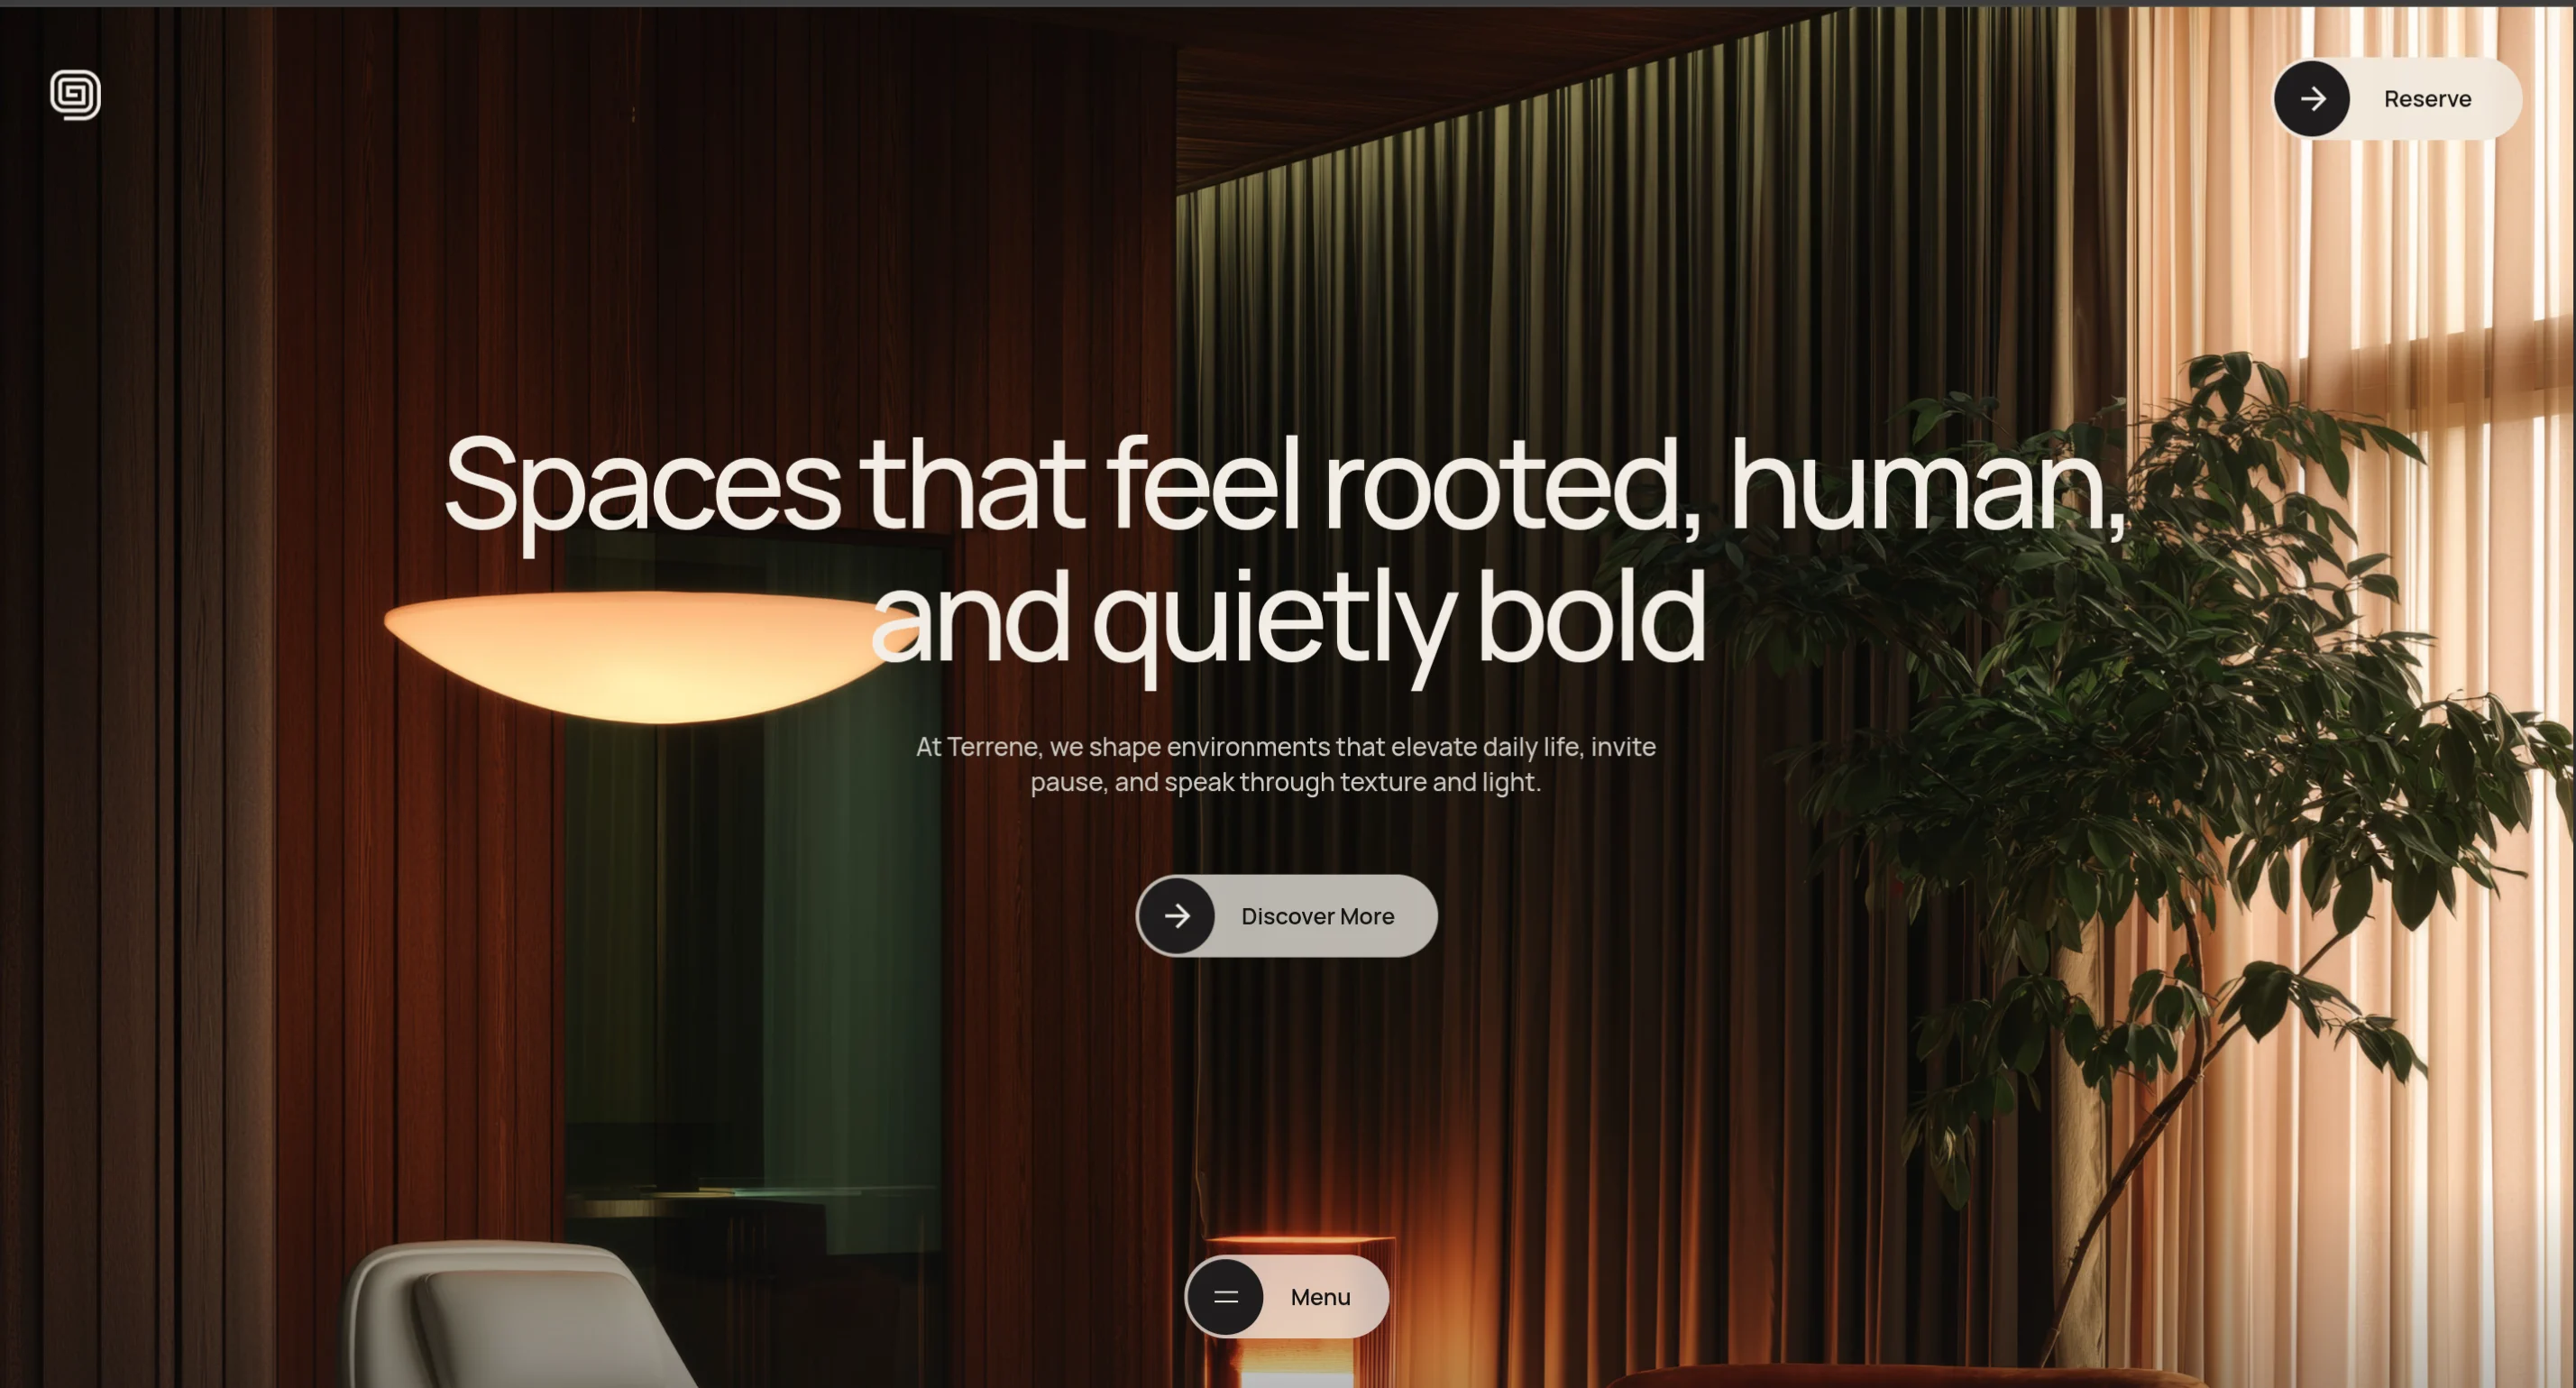 Reserve
Spaces that feel rooted, human,
and quietly bold
At Terrene, we shape environments that elevate daily life, invite
pause, and speak through texture and light.
Discover More
Menu